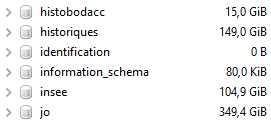 histobodacc 15,0 GiB
historiques 149,0 GiB
identification 0 B
information_schema 80,0 KiB
insee 104,9 GiB
jo 349,4 GiB